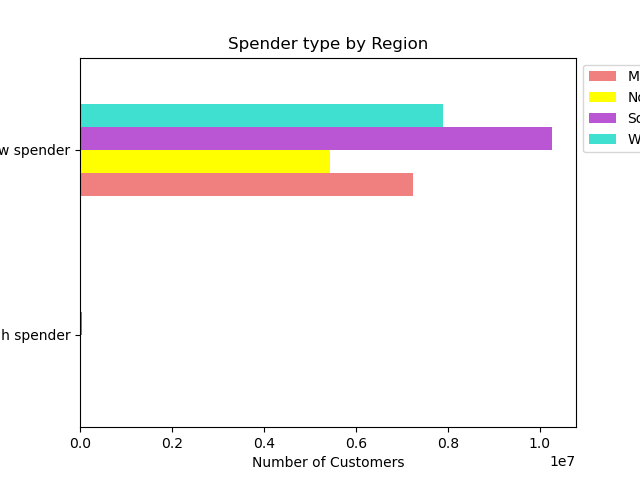 Spender type by Region
w spender
h spender
0.0 0.2 0.4 0.6 0.8 1.0
1e7
Number of Customers
M
No
So
W